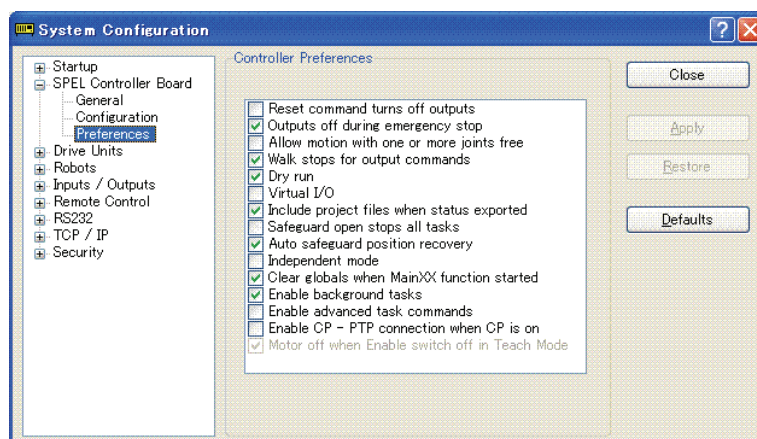 System Configuration
Startup
SPEL Controller Board
General
Configuration
Preferences
Drive Units
Robots
Inputs / Outputs
Remote Control
RS232
TCP / IP
Security
Controller Preferences
Reset command turns off outputs
Outputs off during emergency stop
Allow motion with one or more joints free
Walk stops for output commands
Dry run
Virtual I/O
Include project files when status exported
Safeguard open stops all tasks
Auto safeguard position recovery
Independent mode
Clear globals when MainXX function started
Enable background tasks
Enable advanced task commands
Enable CP - PTP connection when CP is on
Motor off when Enable switch off in Teach Mode
Close
Apply
Restore
Defaults